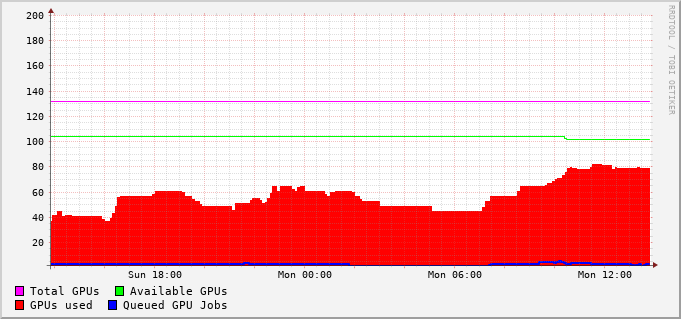 200
180
160
140
120
100
80
60
40
20
Sun 18:00 Mon 00:00 Mon 06:00 Mon 12:00
Total GPUs Available GPUs
GPUs used Queued GPU Jobs
RRDTOOL / TOBI OETIKER